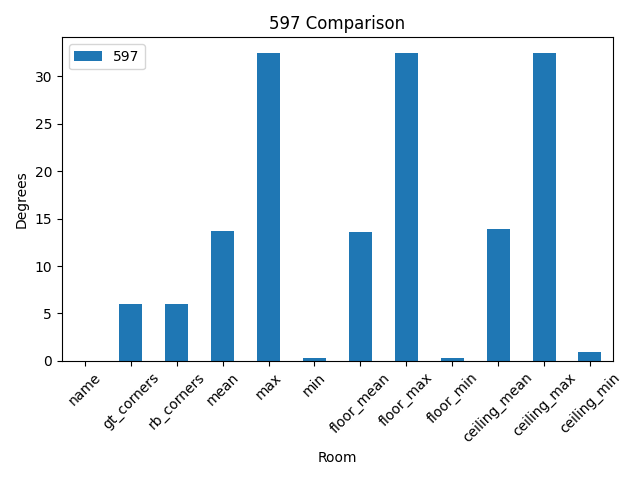 597 Comparison
597
Degrees
30
25
20
15
10
5
0
name
gt_corners
rb_corners
mean
max
min
floor_mean
floor_max
floor_min
ceiling_mean
ceiling_max
ceiling_min
Room